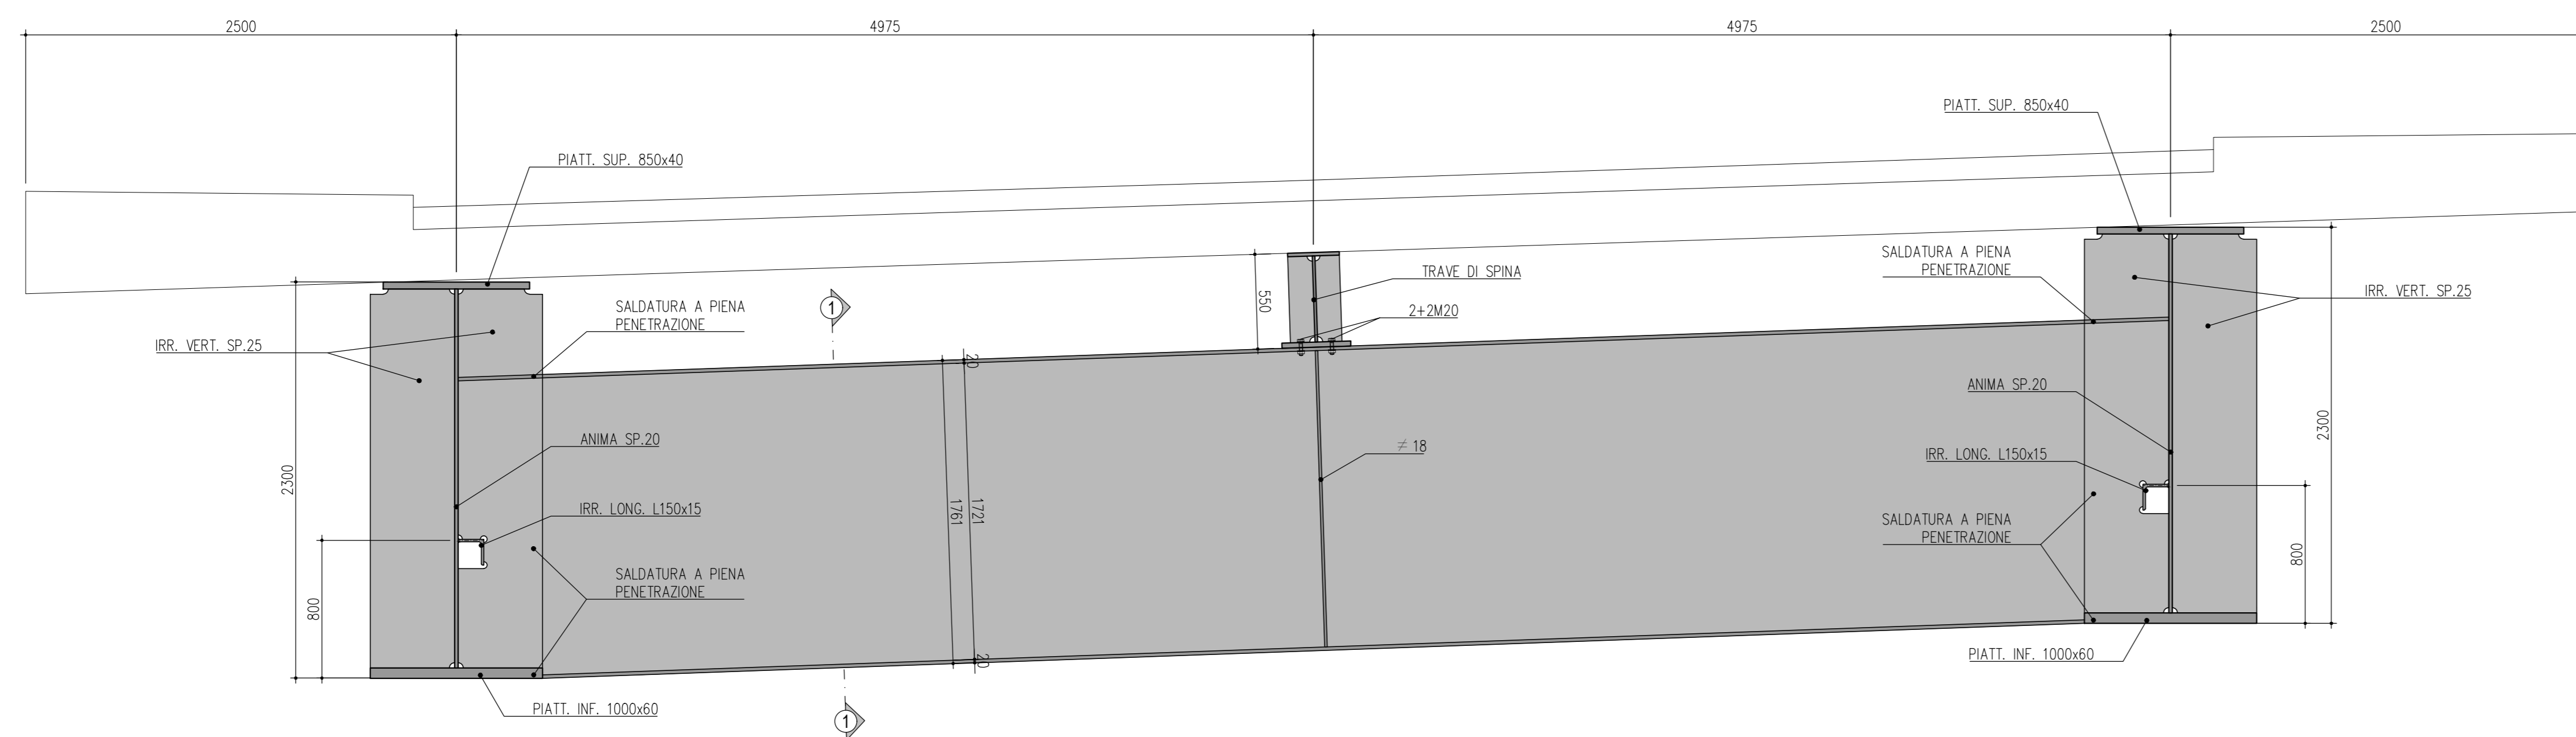 2500
4975
4975
2500
PIATT. SUP. 850x40
PIATT. SUP. 850x40
SALDATURA A PIENA
PENETRAZIONE
TRAVE DI SPINA
550
2+2M20
IRR. VERT. SP.25
1
SALDATURA A PIENA
PENETRAZIONE
IRR. VERT. SP.25
20
ANIMA SP.20
2300
ANIMA SP.20
≠ 18
IRR. LONG. L150x15
2300
IRR. LONG. L150x15
1761
1721
SALDATURA A PIENA
PENETRAZIONE
800
SALDATURA A PIENA
PENETRAZIONE
800
20
PIATT. INF. 1000x60
PIATT. INF. 1000x60
1